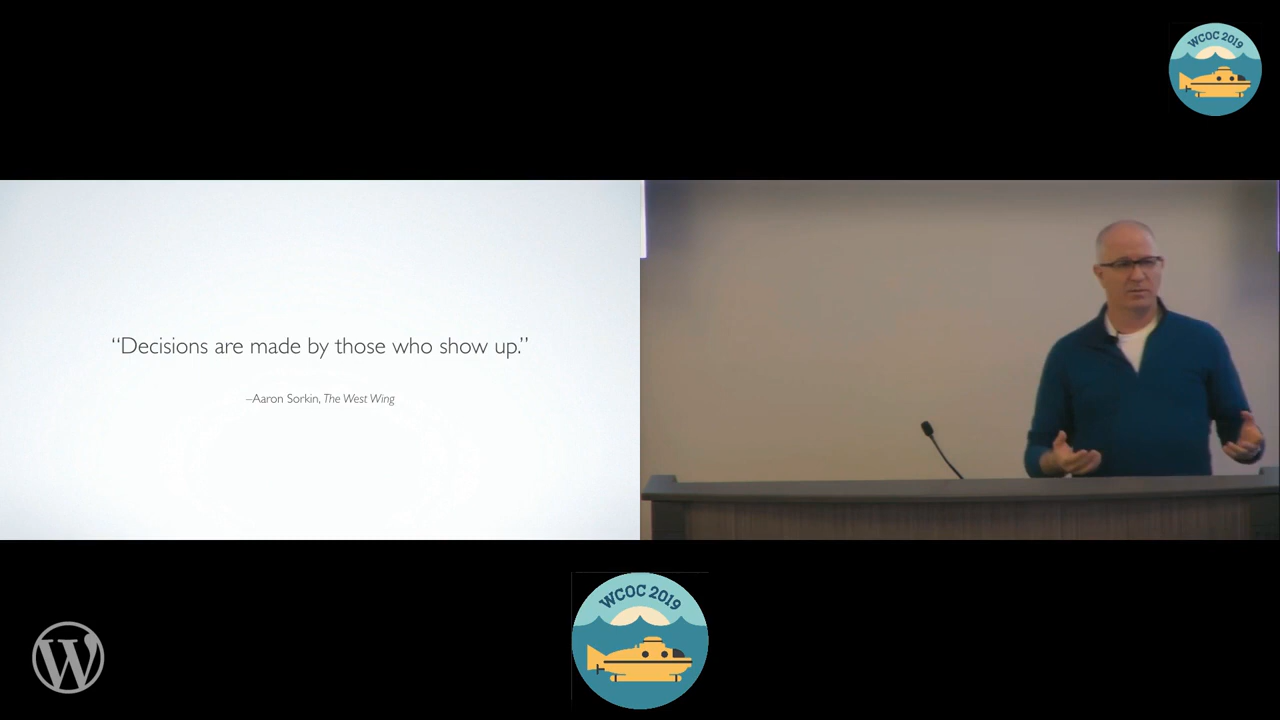 WCOC 2019
“Decisions are made by those who show up.”
–Aaron Sorkin, The West Wing
WCOC 2019